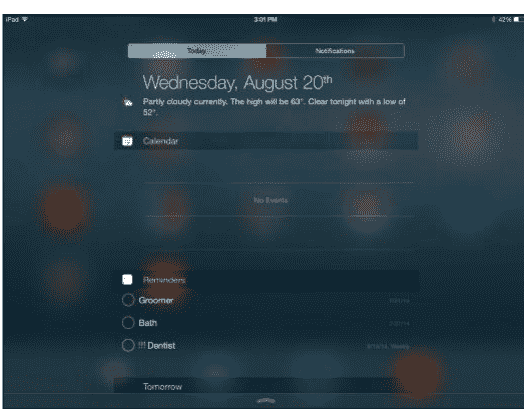 iPad 3:01 PM 42%
Today Notifications
Wednesday, August 20th
Partly cloudy currently. The high will be 63°. Clear tonight with a low of
52°.
Calendar
No Events
Reminders
Groomer
Bath
!!! Dentist Weekly
Tomorrow